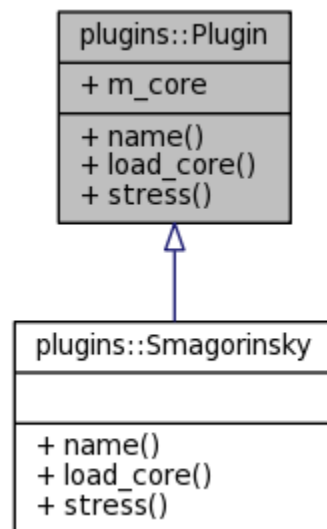 plugins::Plugin
+ m_core
+ name()
+ load_core()
+ stress()
plugins::Smagorinsky
+ name()
+ load_core()
+ stress()